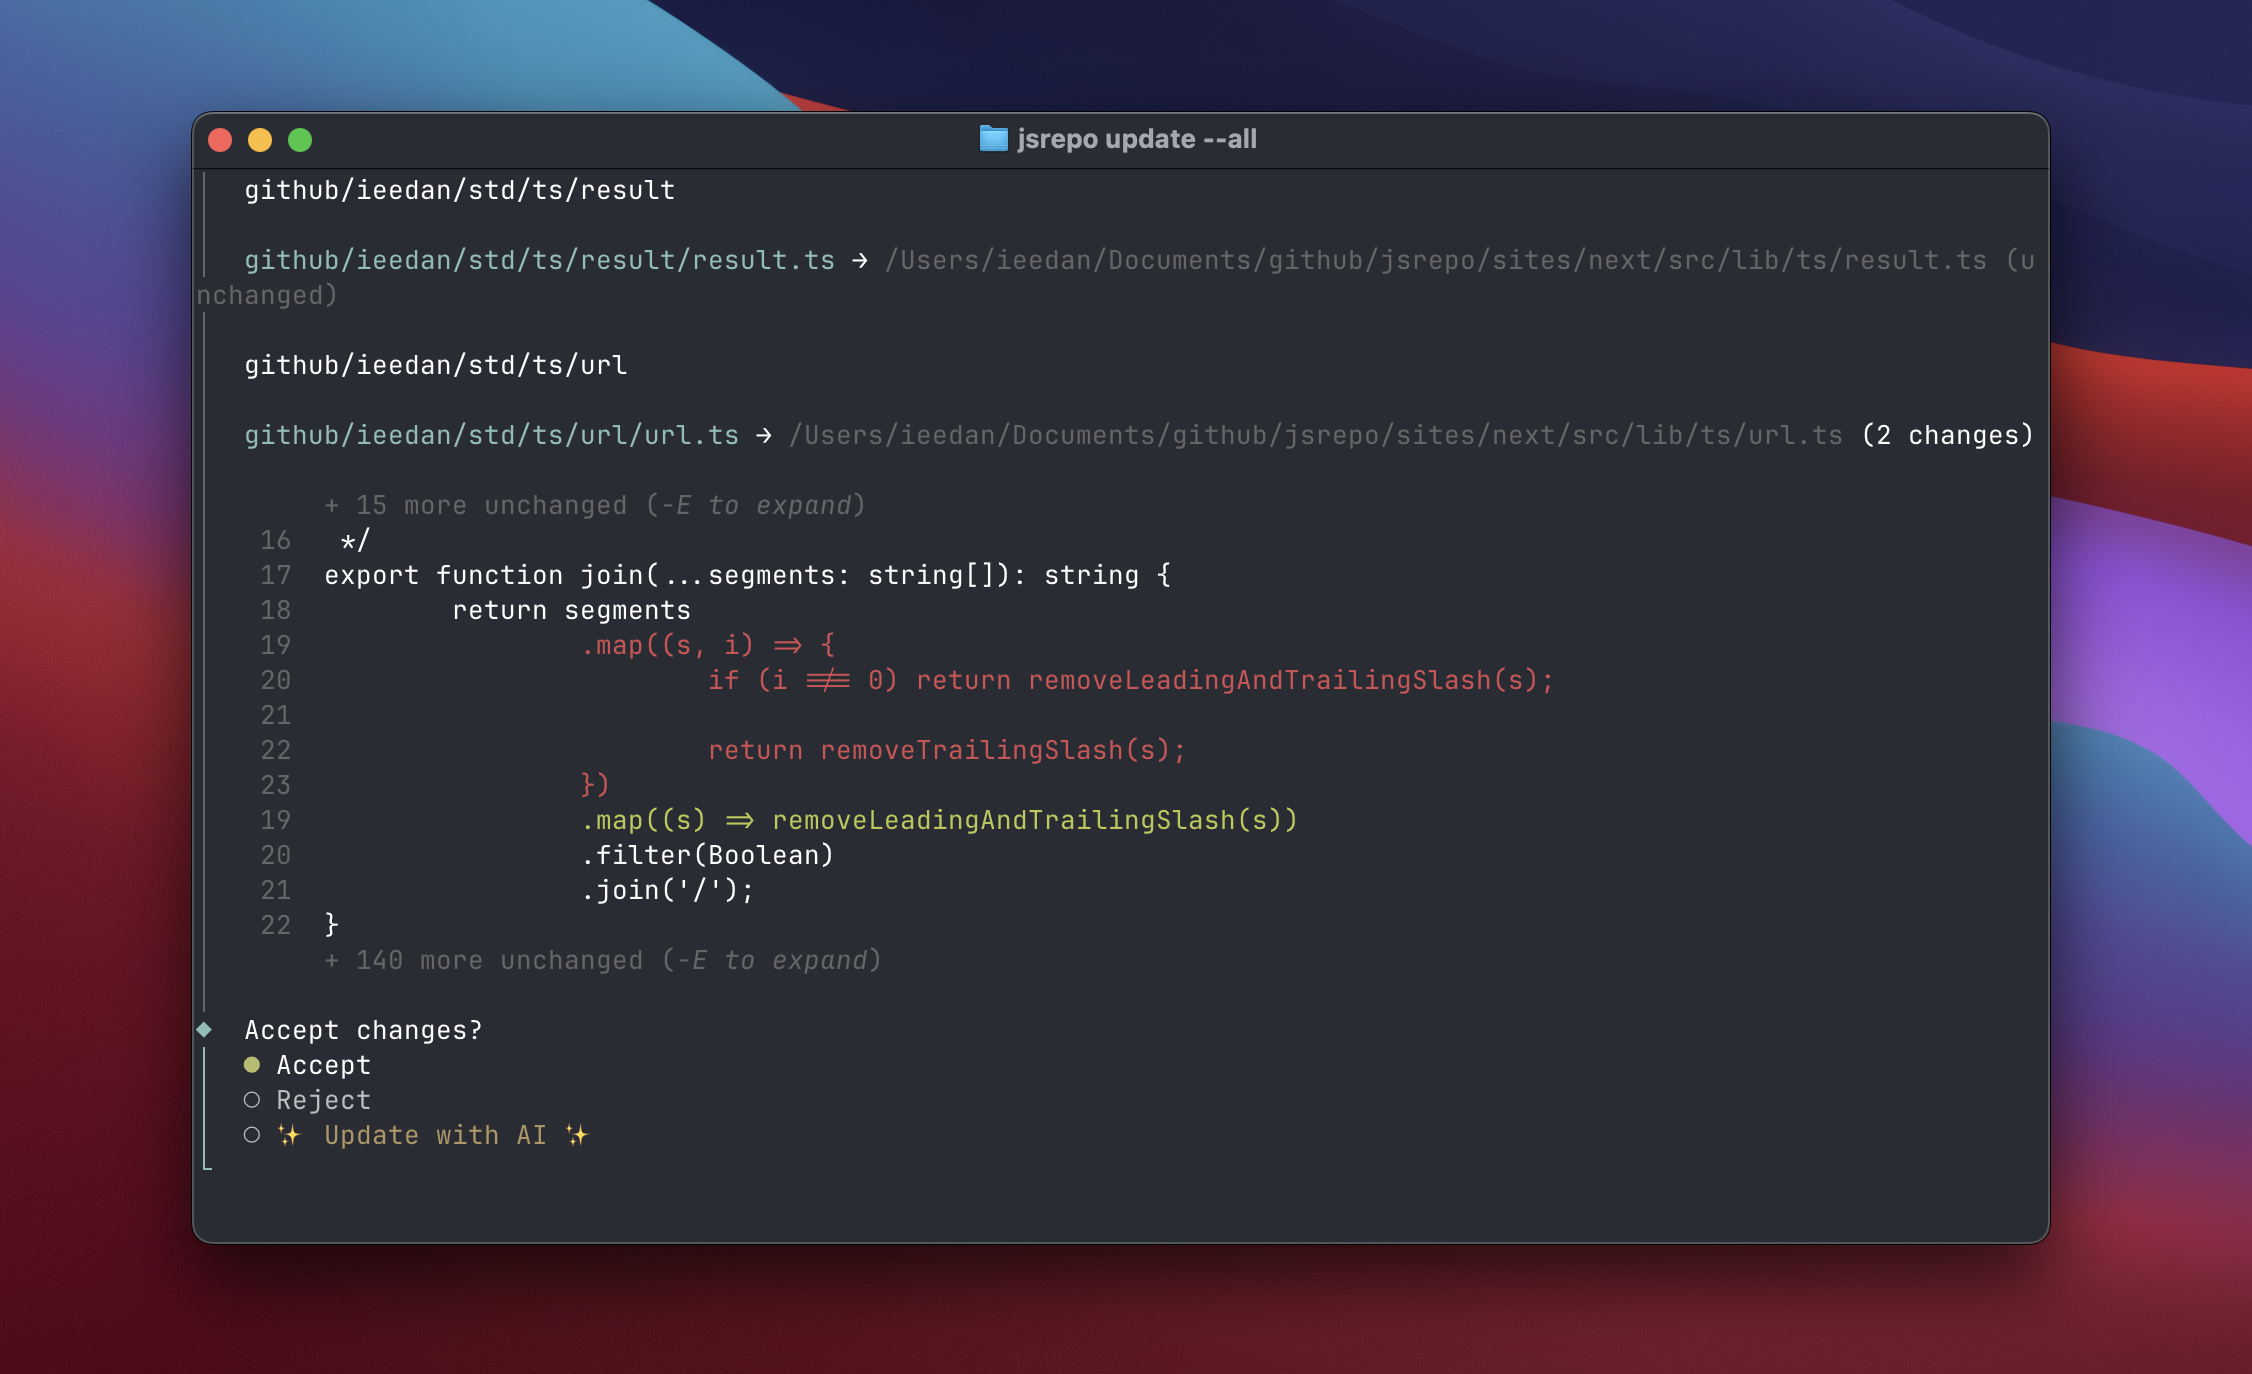 jsrepo update --all
github/ieedan/std/ts/result
github/ieedan/std/ts/result/result.ts → /Users/ieedan/Documents/github/jsrepo/sites/next/src/lib/ts/result.ts (u
nchanged)
github/ieedan/std/ts/url
github/ieedan/std/ts/url/url.ts → /Users/ieedan/Documents/github/jsrepo/sites/next/src/lib/ts/url.ts (2 changes)
+ 15 more unchanged (-E to expand)
16 */
17 export function join(...segments: string[]): string {
18 return segments
19 .map((s, i) => {
20 if (i !== 0) return removeLeadingAndTrailingSlash(s);
21
22 return removeTrailingSlash(s);
23 })
19 .map((s) => removeLeadingAndTrailingSlash(s))
20 .filter(Boolean)
21 .join('/');
22 }
+ 140 more unchanged (-E to expand)
◆ Accept changes?
● Accept
○ Reject
○ ✨ Update with AI ✨